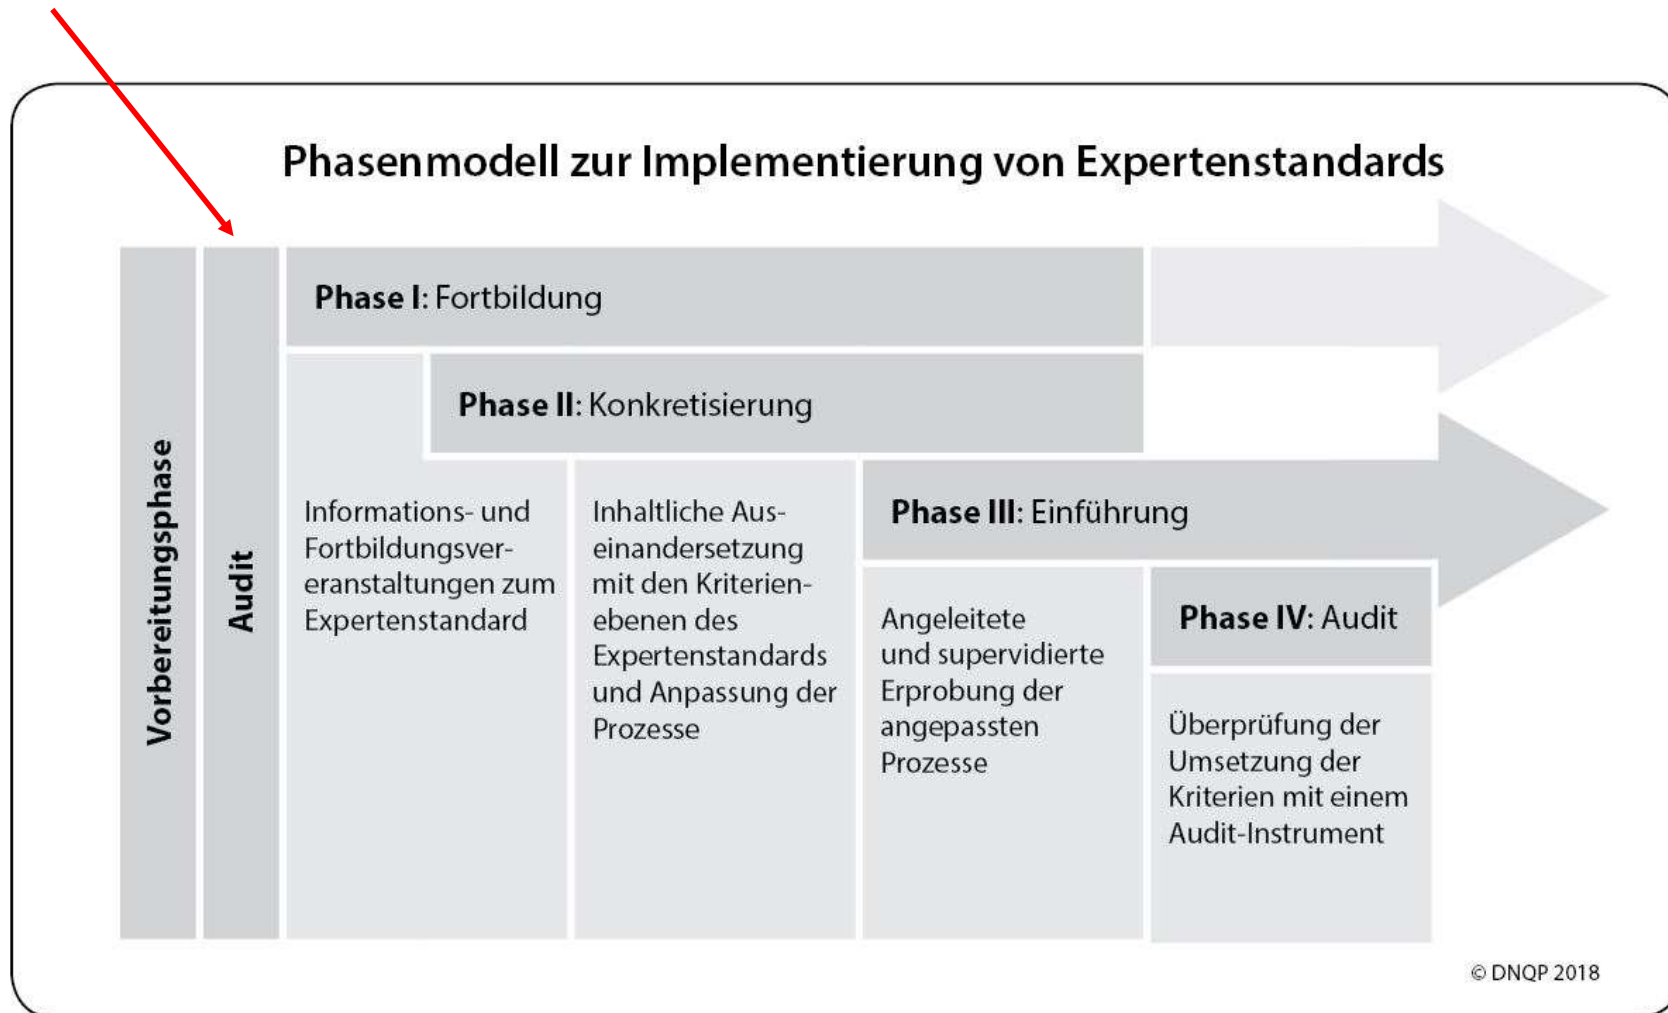 Phasenmodell zur Implementierung von Expertenstandards
Vorbereitungsphase
Audit
Phase I: Fortbildung
Phase II: Konkretisierung
Informations- und
Fortbildungsver-
eranstaltungen zum
Expertenstandard
Inhaltliche Aus-
einandersetzung
mit den Kriterien-
ebenen des
Expertenstandards
und Anpassung der
Prozesse
Phase III: Einführung
Angeleitete
und supervidierte
Erprobung der
angepassten
Prozesse
Phase IV: Audit
Überprüfung der
Umsetzung der
Kriterien mit einem
Audit-Instrument
© DNQP 2018